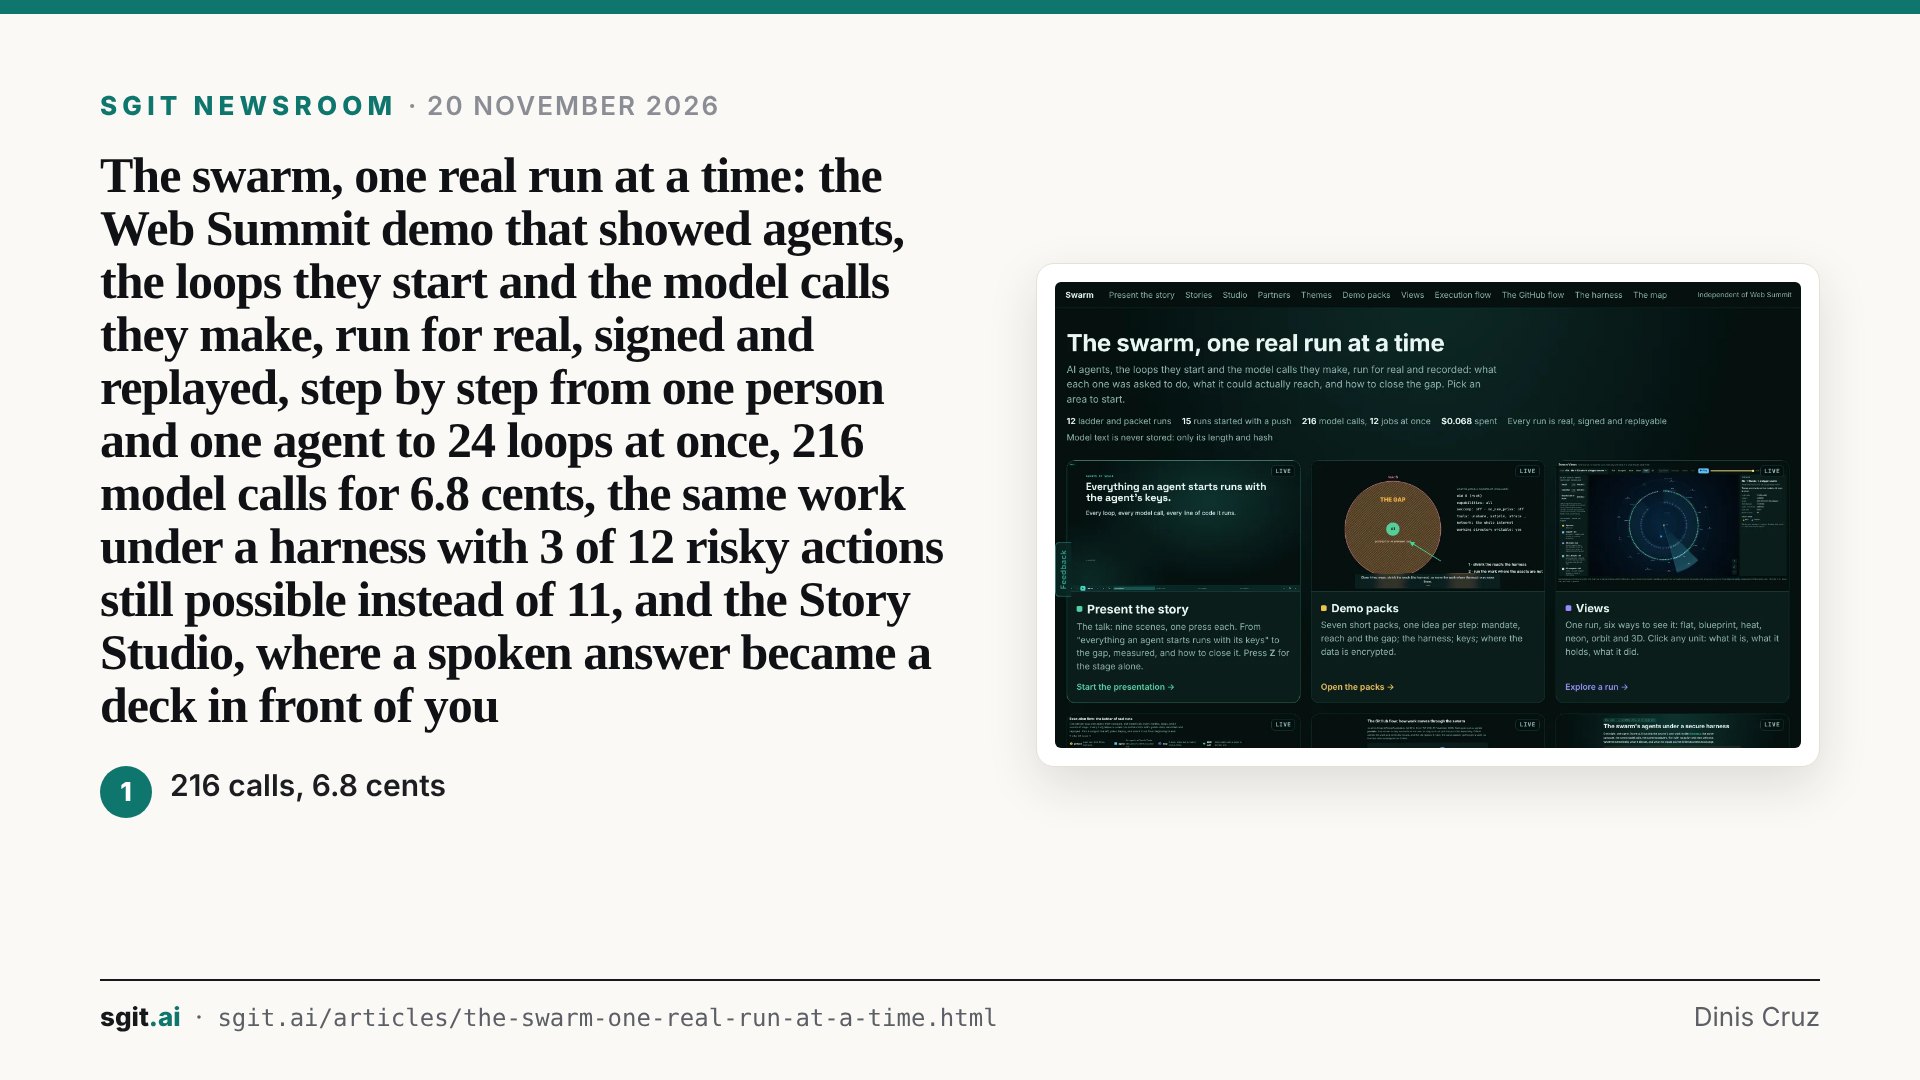 SGIT NEWSROOM · 20 NOVEMBER 2026
The swarm, one real run at a time: the
Web Summit demo that showed agents,
the loops they start and the model calls
they make, run for real, signed and
replayed, step by step from one person
and one agent to 24 loops at once, 216
model calls for 6.8 cents, the same work
under a harness with 3 of 12 risky actions
still possible instead of 11, and the Story
Studio, where a spoken answer became a
deck in front of you
1 216 calls, 6.8 cents
Swarm Present the story Stories Studio Partners Themes Demo packs Views Execution flow The GitHub flow The harness The map Independent of Web Summit
The swarm, one real run at a time
AI agents, the loops they start and the model calls they make, run for real and recorded: what
each one was asked to do, what it could actually reach, and how to close the gap. Pick an
area to start.
12 ladder and packet runs 15 runs started with a push 216 model calls, 12 jobs at once $0.068 spent Every run is real, signed and replayable
Model text is never stored: only its length and hash
Feedback
LIVE
Everything an agent starts runs with
the agent's keys.
Every loop, every model call, every line of code it runs.
Present the story
The talk: nine scenes, one press each. From
"everything an agent starts runs with its keys" to
the gap, measured, and how to close it. Press Z for
the stage alone.
Start the presentation →
LIVE
THE GAP
Demo packs
Seven short packs, one idea per step: mandate,
reach and the gap; the harness; keys; where the
data is encrypted.
Open the packs →
LIVE
Views
One run, six ways to see it: flat, blueprint, heat,
neon, orbit and 3D. Click any unit: what it is, what it
holds, what it did.
Explore a run →
LIVE
The GitHub flow: how work moves through the swarm
LIVE
The swarm's agents under a secure harness
LIVE
sgit.ai · sgit.ai/articles/the-swarm-one-real-run-at-a-time.html
Dinis Cruz